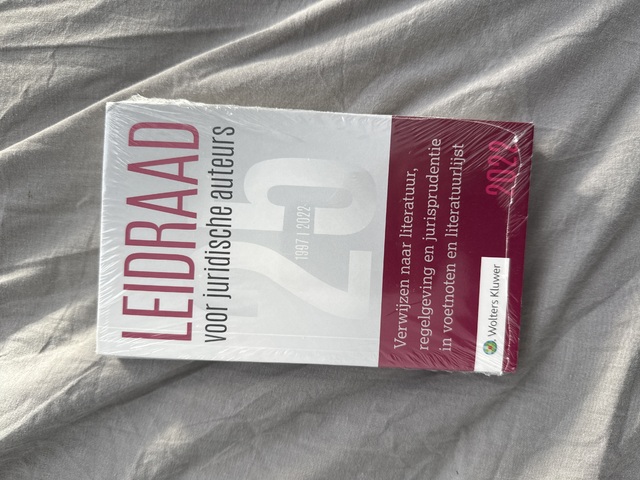 LEIDRAAD
voor juridische auteurs
25
1997 | 2022
Verwijzen naar literatuur,
regelgeving en jurisprudentie
in voetnoten en literatuurlijst
Wolters Kluwer
2022